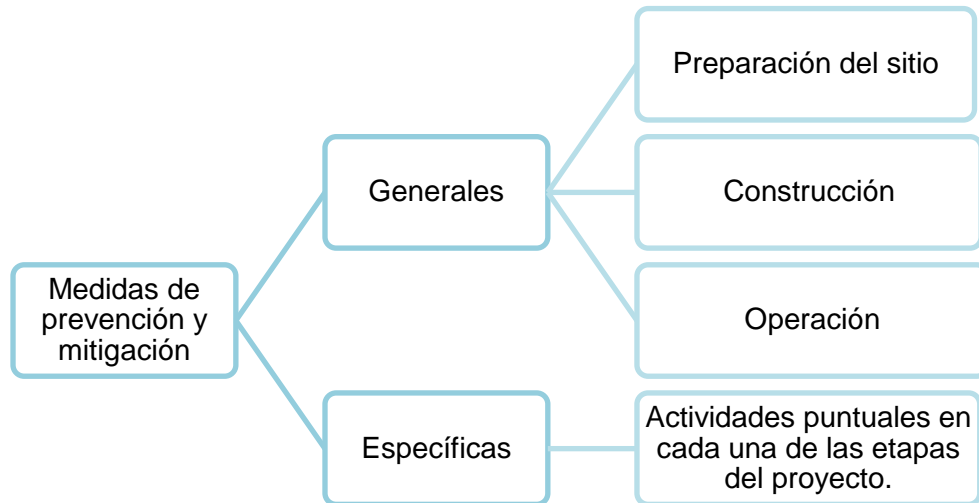 Preparación del sitio
Generales
Construcción
Medidas de
prevención y
mitigación
Operación
Específicas
Actividades puntuales en
cada una de las etapas
del proyecto.